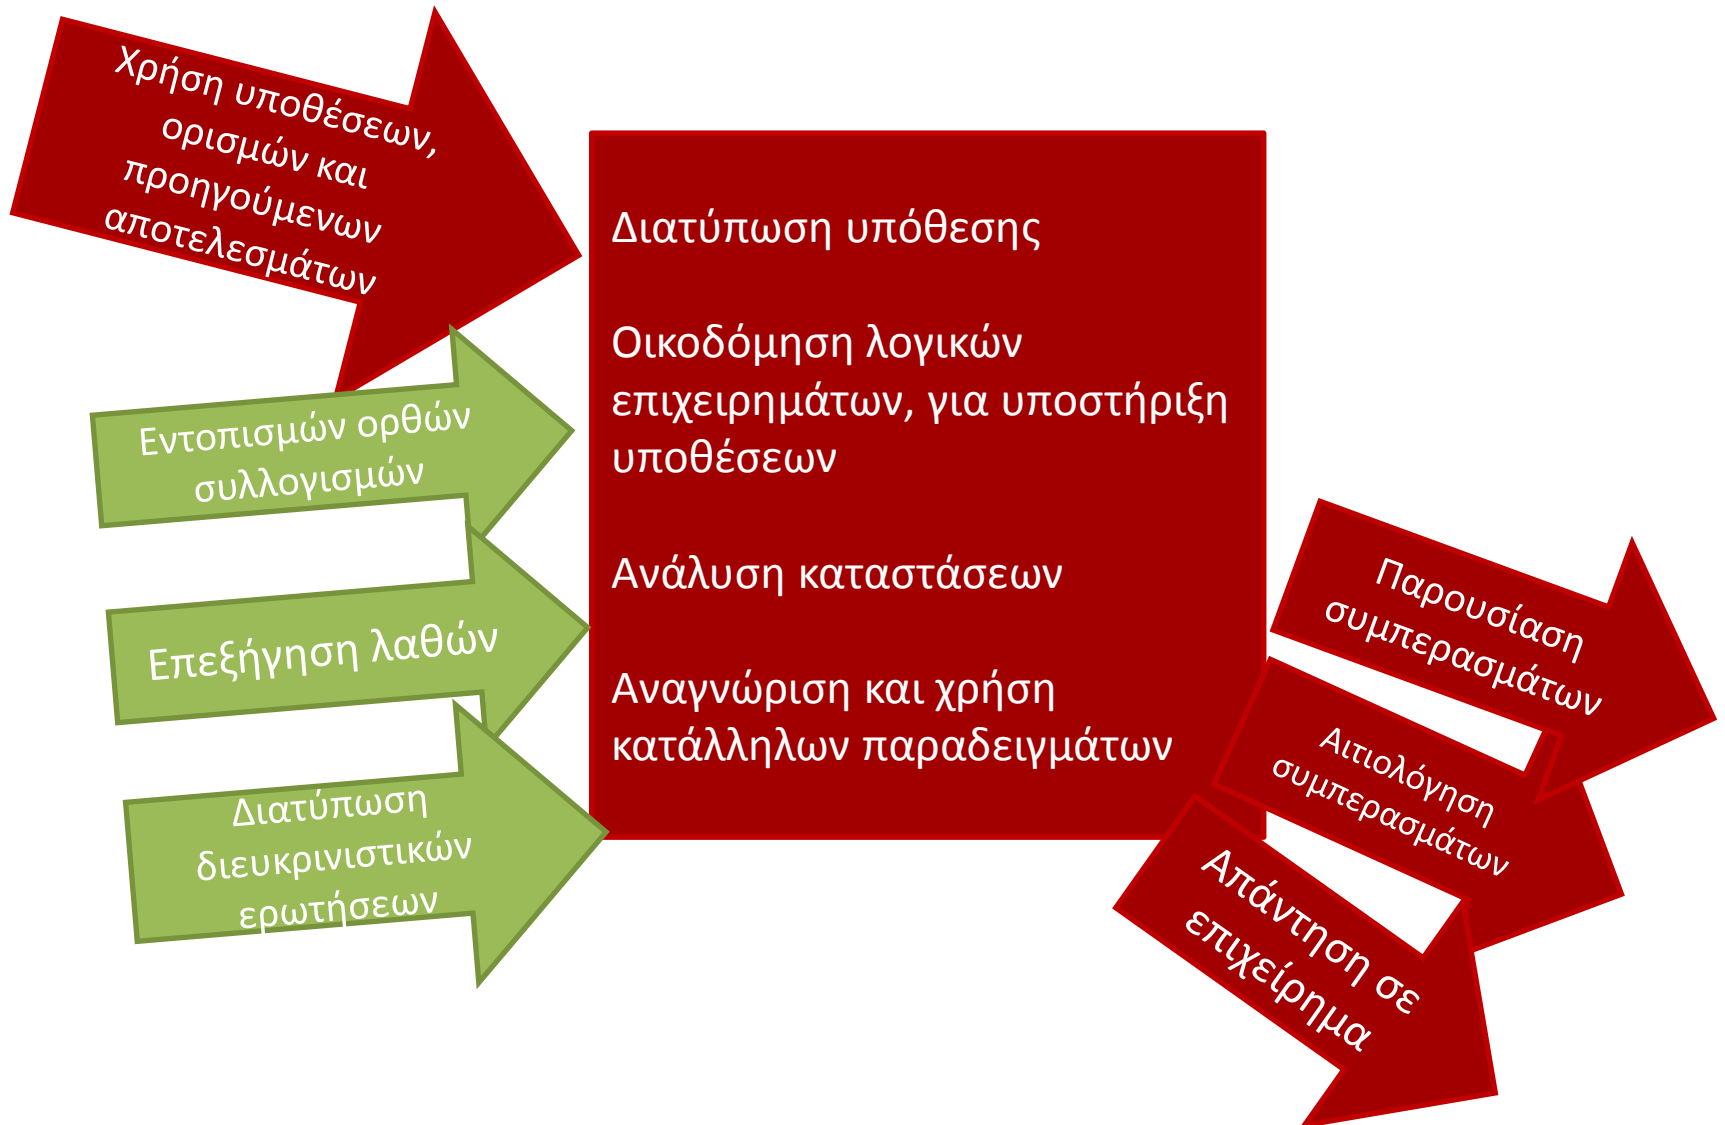 Χρήση υποθέσεων,
ορισμών και
προηγούμενων
αποτελεσμάτων
Εντοπισμών ορθών
συλλογισμών
Επεξήγηση λαθών
Διατύπωση
διευκρινιστικών
ερωτήσεων
Διατύπωση υπόθεσης
Οικοδόμηση λογικών
επιχειρημάτων, για υποστήριξη
υποθέσεων
Ανάλυση καταστάσεων
Αναγνώριση και χρήση
κατάλληλων παραδειγμάτων
Παρουσίαση
συμπερασμάτων
Αιτιολόγηση
συμπερασμάτων
Απάντηση σε
επιχείρημα